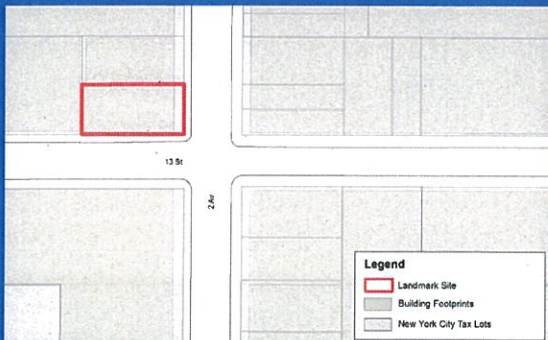 13 St
2 Av
Legend
Landmark Site
Building Footprints
New York City Tax Lots